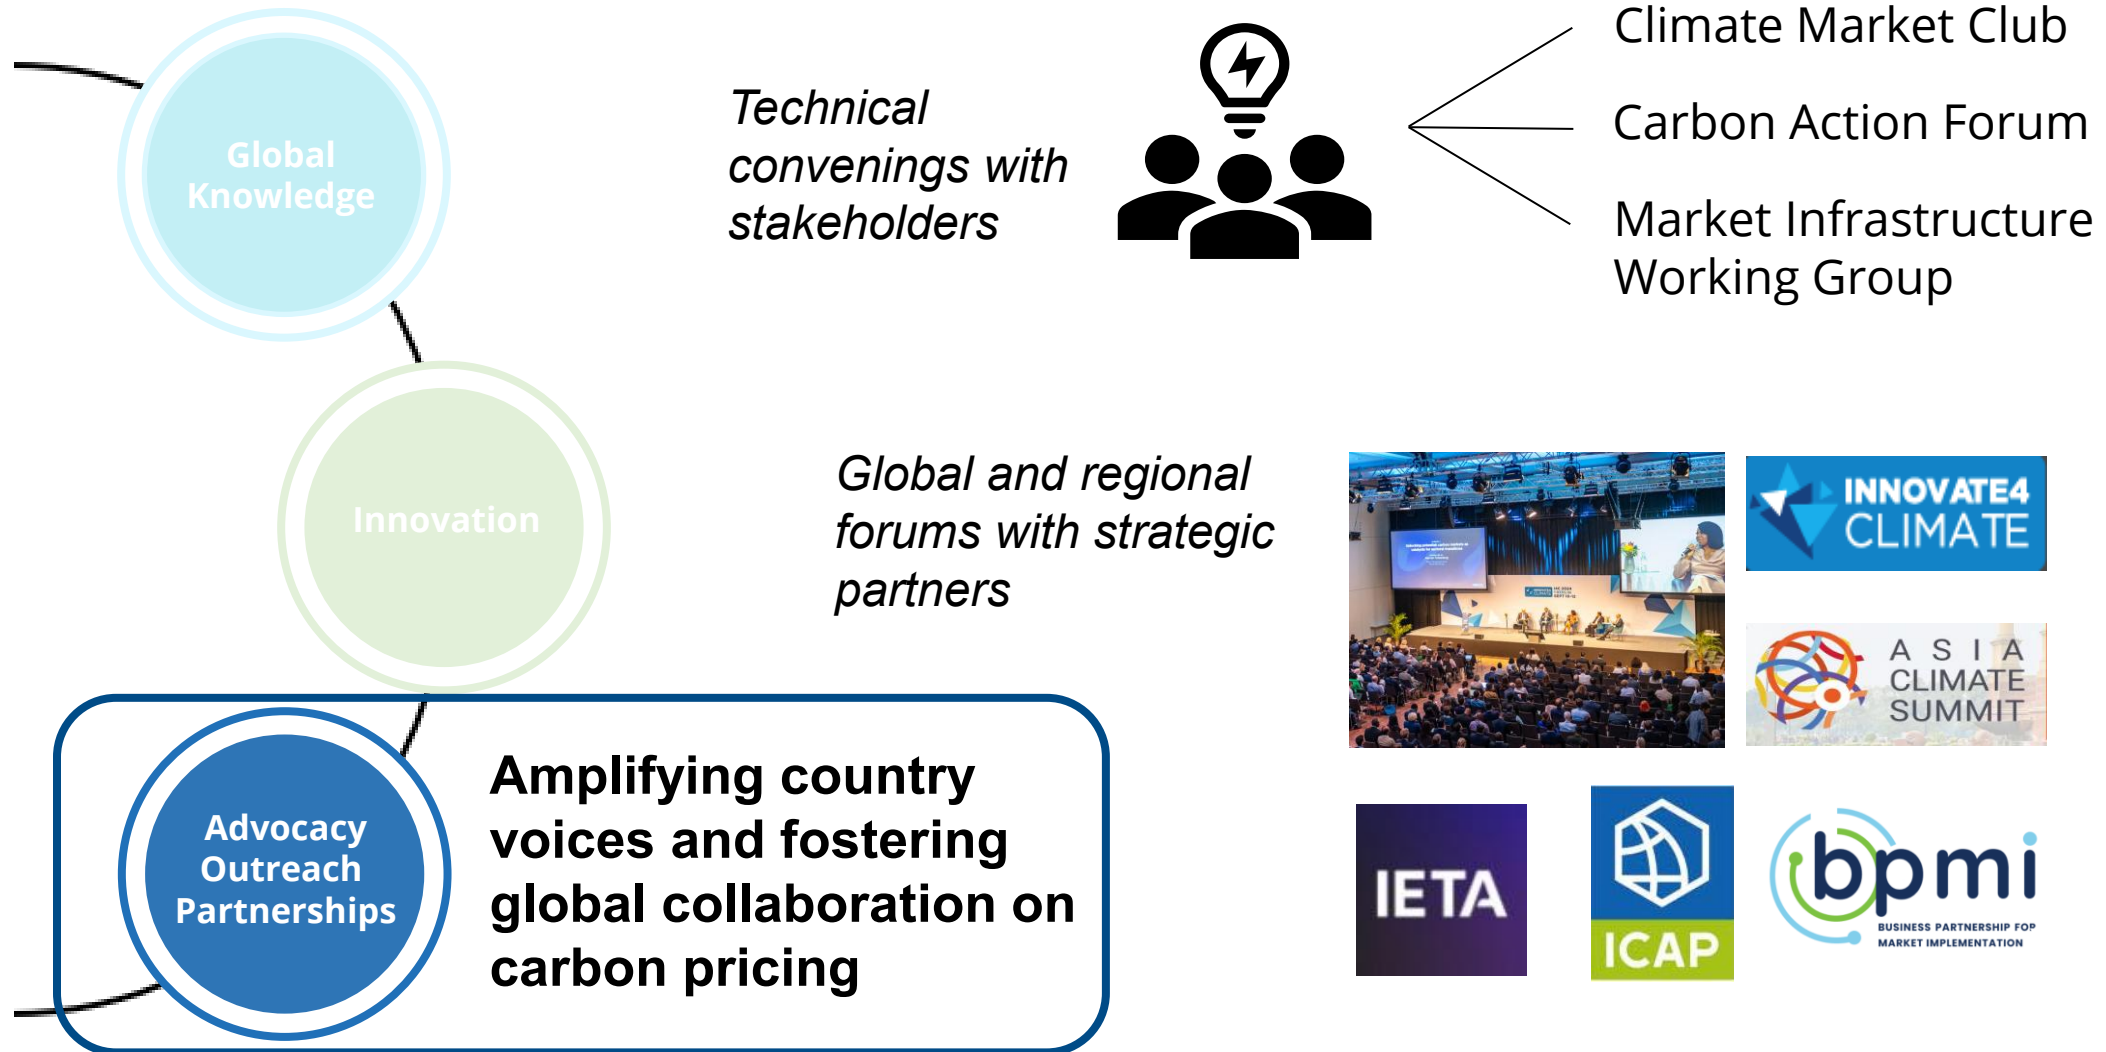 Global
Knowledge
Technical
convenings with
stakeholders
Climate Market Club
Carbon Action Forum
Market Infrastructure
Working Group
Innovation
Global and regional
forums with strategic
partners
INNOVATE4
CLIMATE
ASIA
CLIMATE
SUMMIT
Advocacy
Outreach
Partnerships
Amplifying country
voices and fostering
global collaboration on
carbon pricing
IETA
ICAP
bpmi
BUSINESS PARTNERSHIP FOR
MARKET IMPLEMENTATION